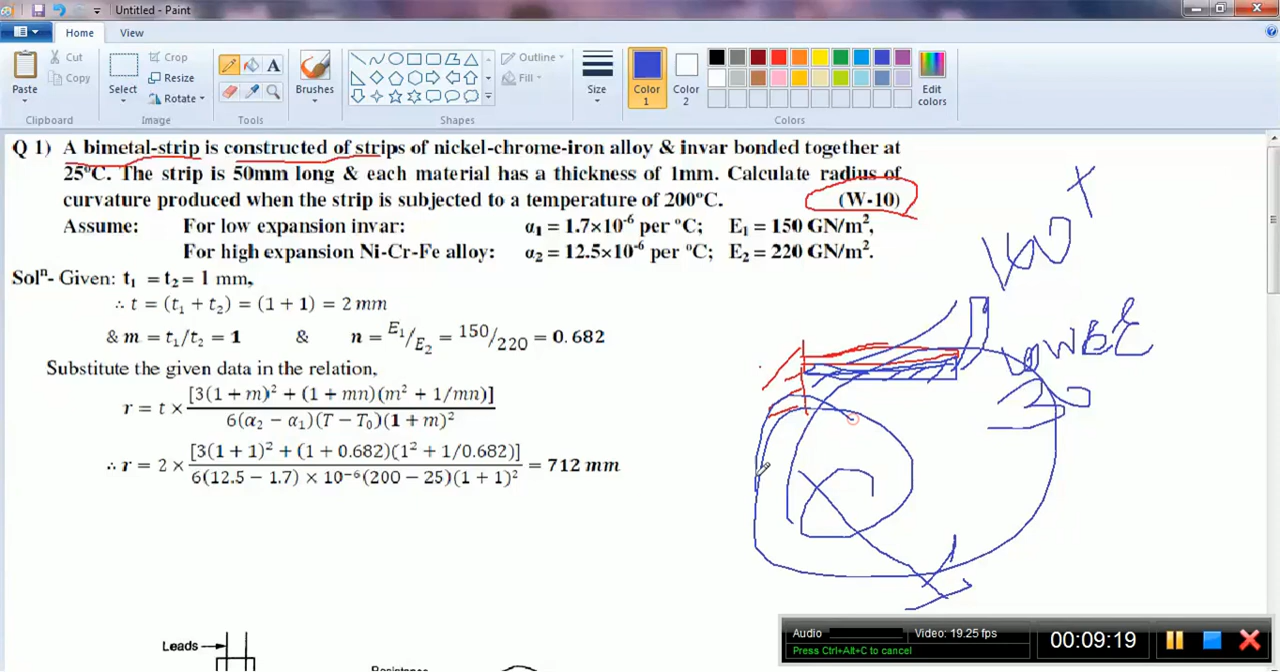 Untitled - Paint
Home
View
Paste
Cut
Copy
Clipboard
Select
Crop
Resize
Rotate
Image
A
Tools
Brushes
Outline
Fill
Shapes
Size
Color
1
Color
2
Edit
colors
Colors
Q 1) A bimetal-strip is constructed of strips of nickel-chrome-iron alloy & invar bonded together at
25°C. The strip is 50mm long & each material has a thickness of 1mm. Calculate radius of
curvature produced when the strip is subjected to a temperature of 200°C. (W-10)
Assume: For low expansion invar: α₁ = 1.7×10⁻⁶ per °C; E₁ = 150 GN/m²,
For high expansion Ni-Cr-Fe alloy: α₂ = 12.5×10⁻⁶ per °C; E₂ = 220 GN/m².
Solⁿ- Given: t₁ = t₂ = 1 mm,
∴ t = (t₁ + t₂) = (1 + 1) = 2 mm
& m = t₁/t₂ = 1 & n = E₁/E₂ = 150/220 = 0.682
Substitute the given data in the relation,
r = t × [3(1 + m)² + (1 + mn)(m² + 1/mn)] / 6(α₂ − α₁)(T − T₀)(1 + m)²
∴ r = 2 × [3(1 + 1)² + (1 + 0.682)(1² + 1/0.682)] / 6(12.5 − 1.7) × 10⁻⁶(200 − 25)(1 + 1)² = 712 mm
Leads
Resistance
Audio
Video: 19.25 fps
Press Ctrl+Alt+C to cancel
00:09:19